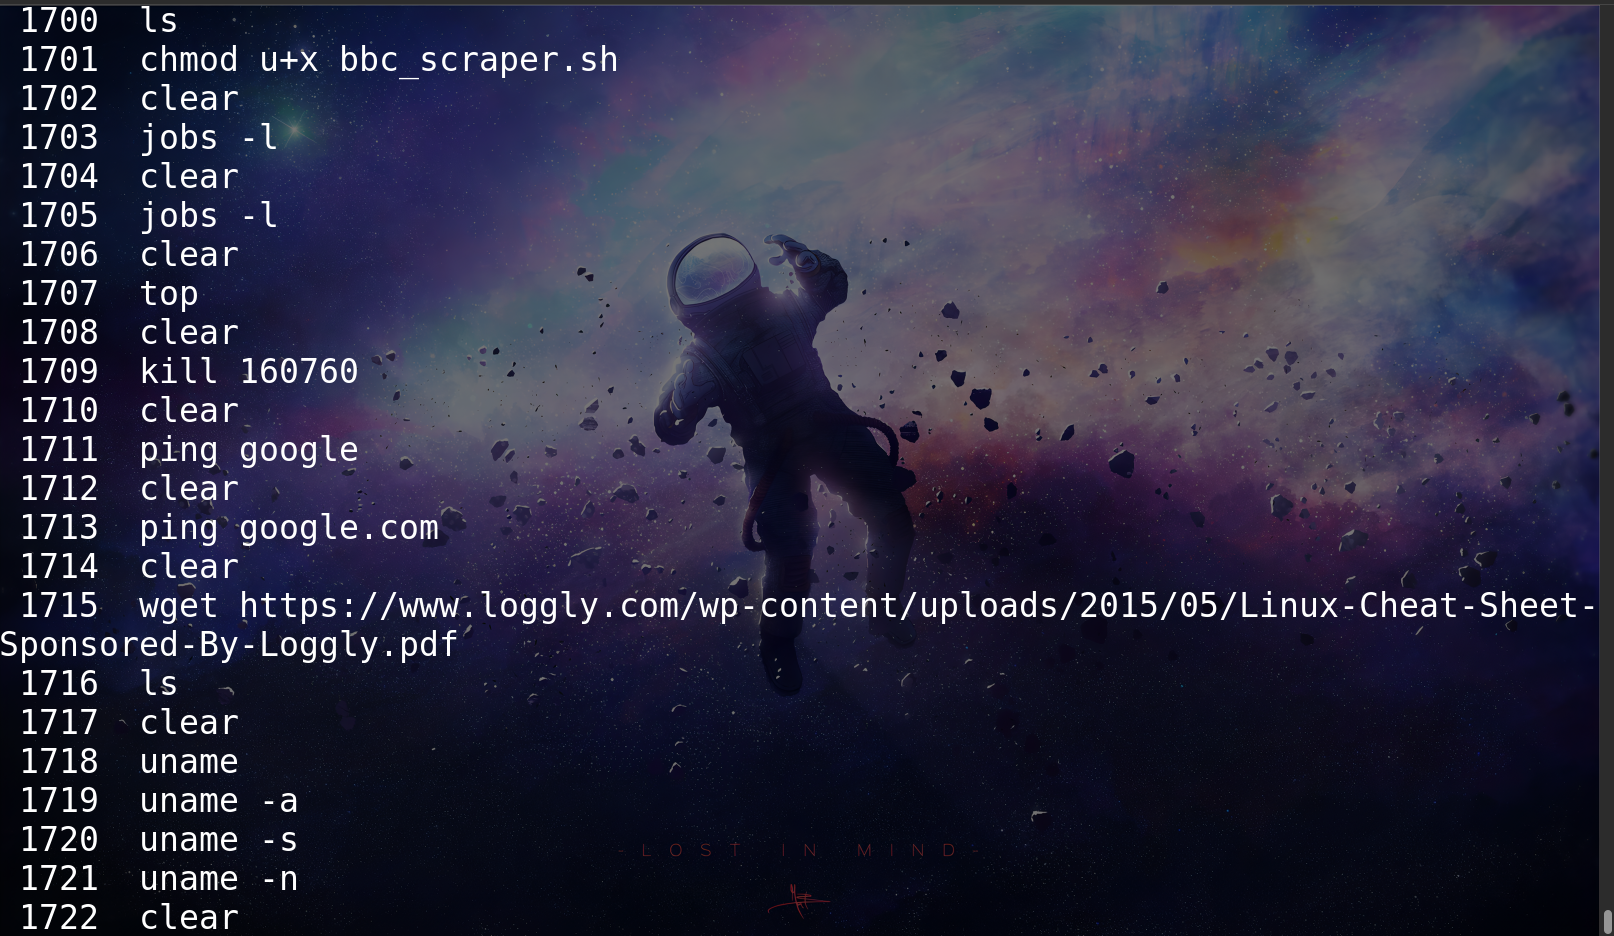 1700 ls
1701 chmod u+x bbc_scraper.sh
1702 clear
1703 jobs -l
1704 clear
1705 jobs -l
1706 clear
1707 top
1708 clear
1709 kill 160760
1710 clear
1711 ping google
1712 clear
1713 ping google.com
1714 clear
1715 wget https://www.loggly.com/wp-content/uploads/2015/05/Linux-Cheat-Sheet-
Sponsored-By-Loggly.pdf
1716 ls
1717 clear
1718 uname
1719 uname -a
1720 uname -s
1721 uname -n
- LOST IN MIND -
1722 clear